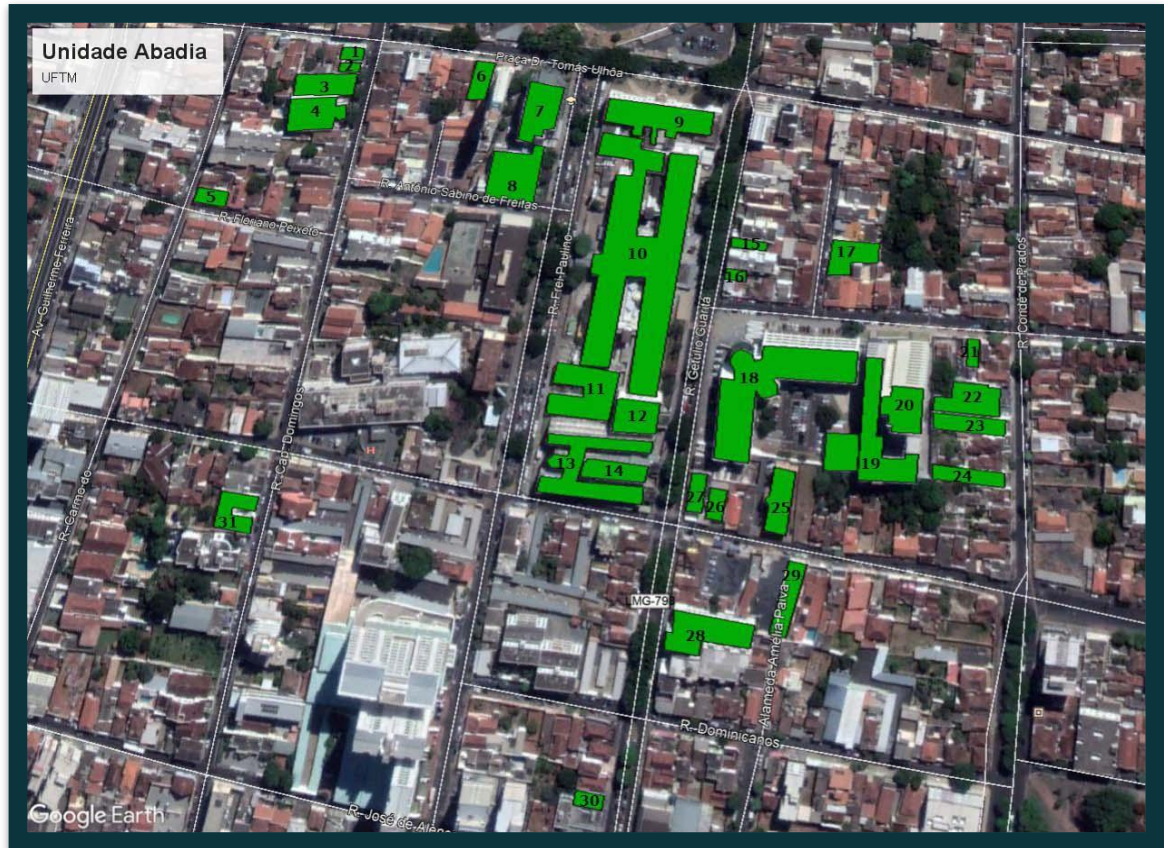 Unidade Abadia
UFTM
1
2
3
4
5
6
Praça Dr. Tomás Ulhôa
7
8
9
R. Antônio Sabino de Freitas
R. Floriano Peixoto
Av. Guilherme Ferreira
R. Frei Paulino
10
15
16
17
R. Conde de Prados
R. Getúlio Guaritá
11
12
18
21
22
20
23
R. Cap. Domingos
H
13
14
19
24
R. Carmo do
31
27
26
25
29
LMG-798
28
Alameda Amélia Paiva
R. Dominicanos
30
Google Earth
R. José de Alenc